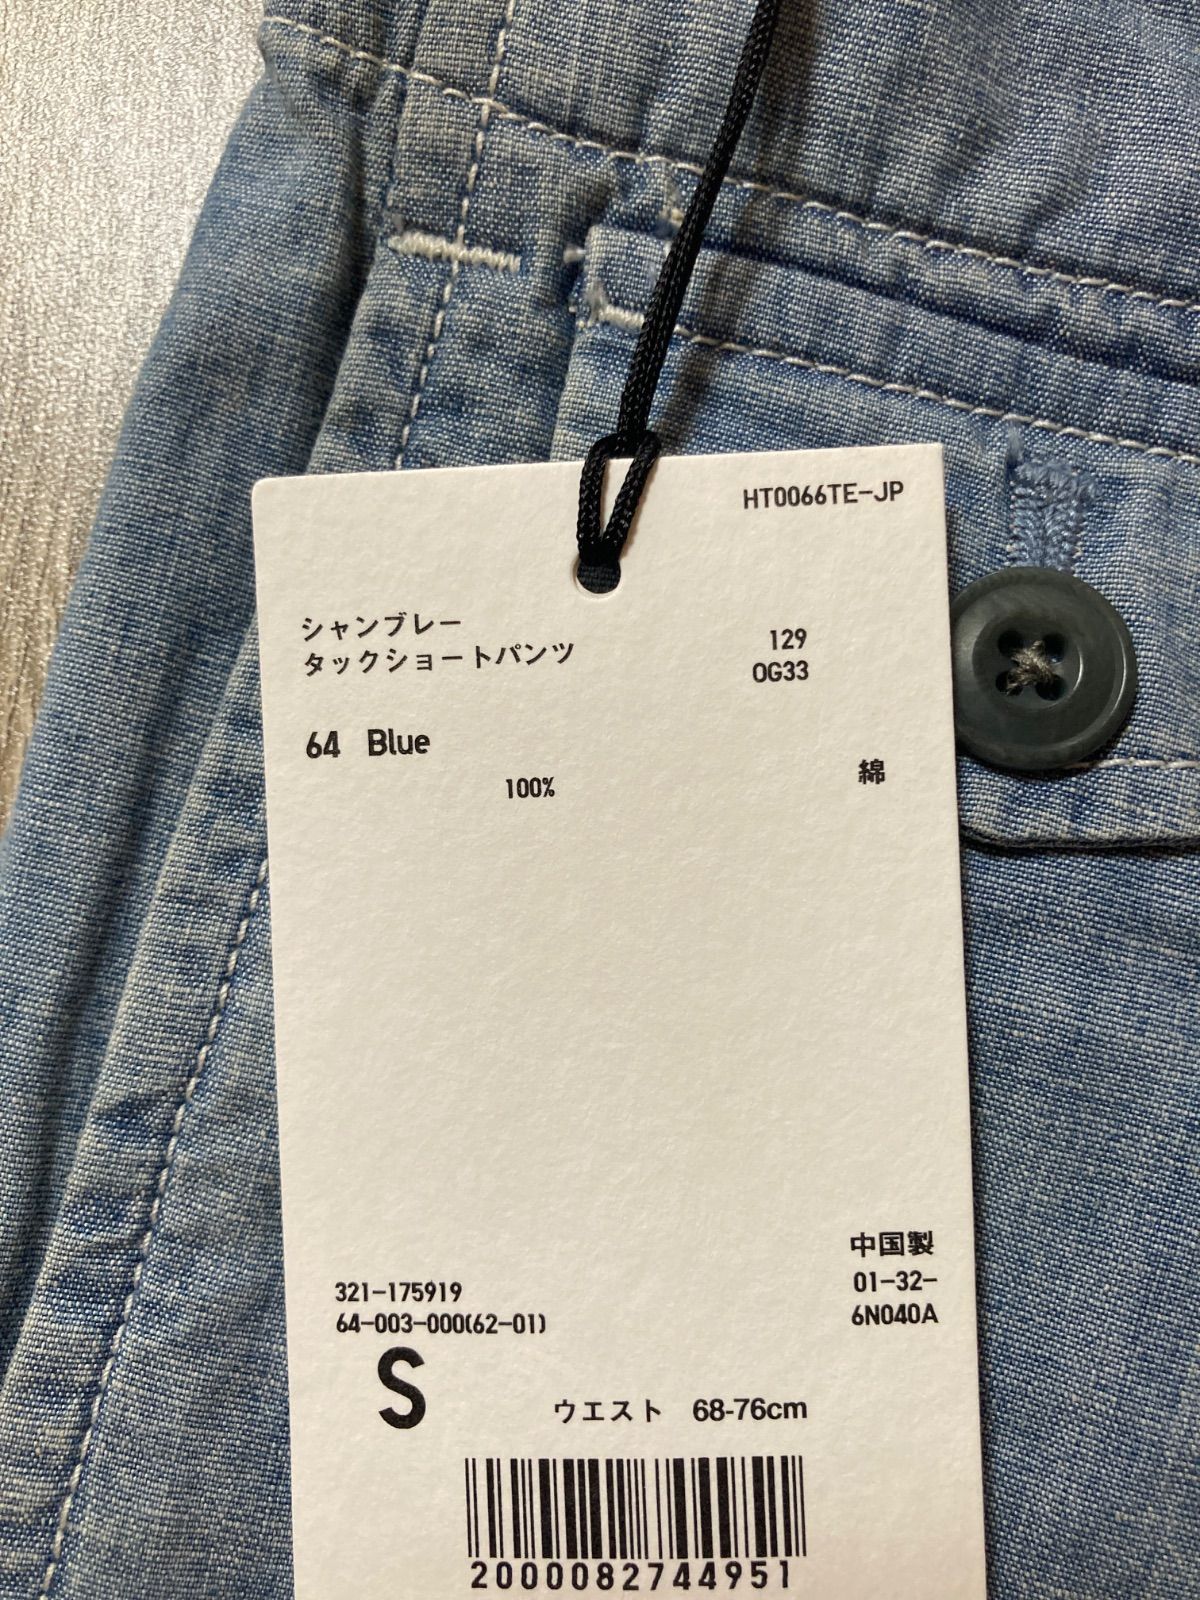 HT0066TE-JP
シャンブレー
タックショートパンツ
129
OG33
64 Blue
100%
綿
中国製
321-175919
01-32-
64-003-000(62-01)
6N040A
S
ウエスト 68-76cm
2000082744951